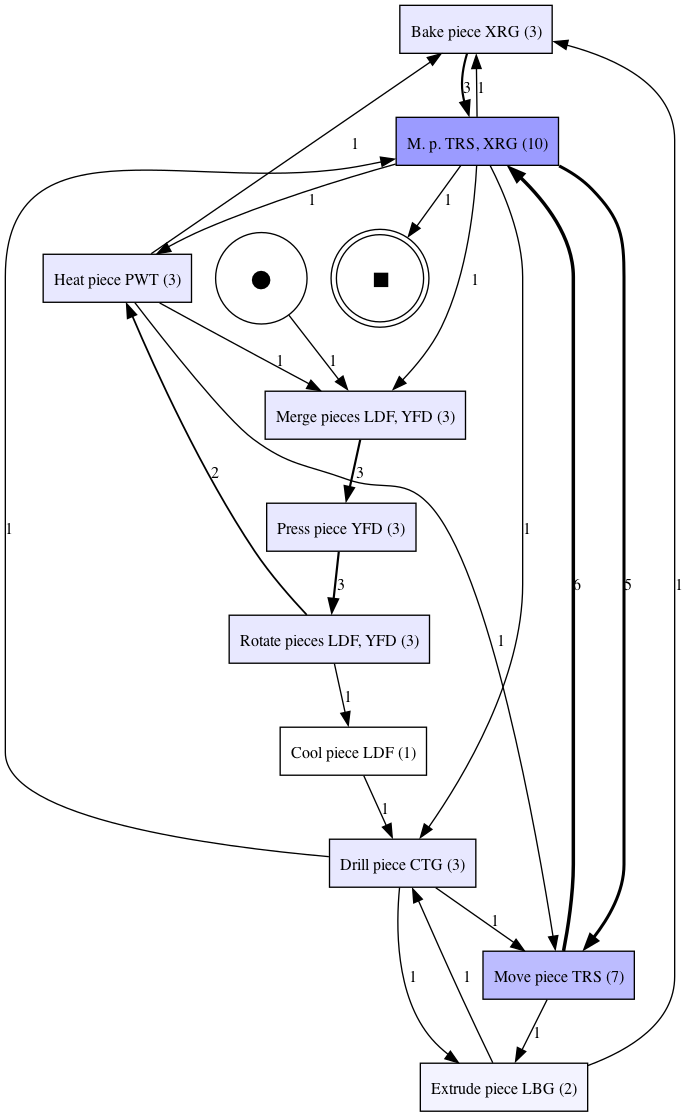 Bake piece XRG (3)
3
1
M. p. TRS, XRG (10)
1
1
1
Heat piece PWT (3)
1
1
1
Merge pieces LDF, YFD (3)
2
3
Press piece YFD (3)
1
1
6
5
1
3
Rotate pieces LDF, YFD (3)
1
1
Cool piece LDF (1)
1
Drill piece CTG (3)
1
1
1
Move piece TRS (7)
1
Extrude piece LBG (2)